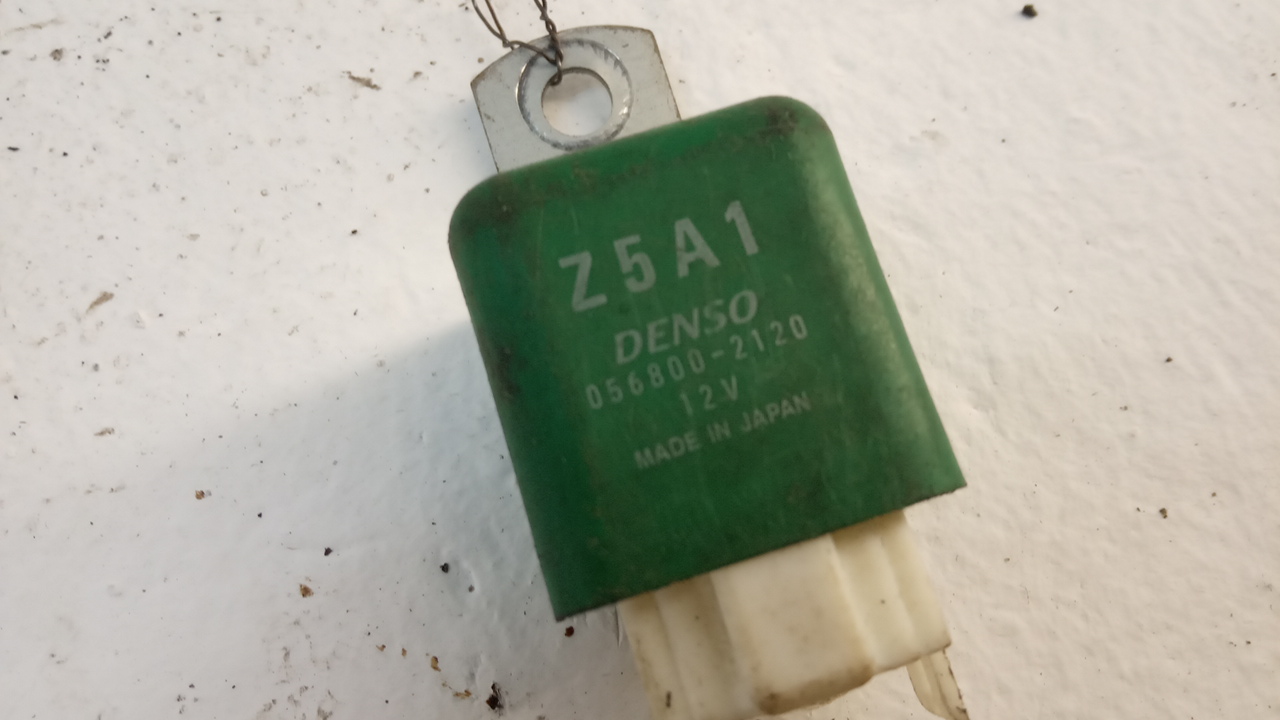 Z5A1
DENSO
056800-2120
12V
MADE IN JAPAN